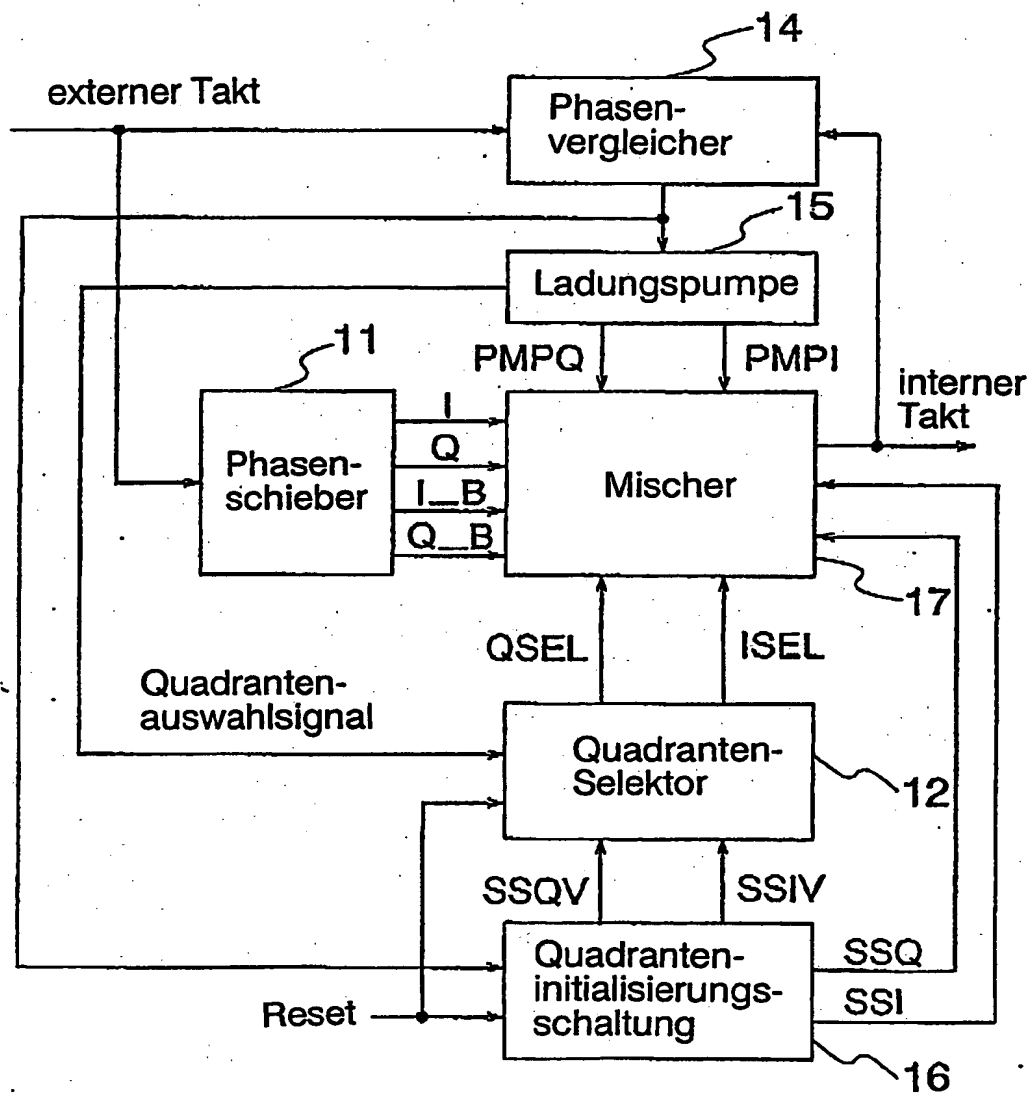 14
externer Takt
Phasen-
vergleicher
15
Ladungspumpe
11
PMPQ
PMPI
interner
Takt
I
Q
I_B
Q_B
Phasen-
schieber
Mischer
17
QSEL
ISEL
Quadranten-
auswahlsignal
Quadranten-
Selektor
12
SSQV
SSIV
Quadranten-
initialisierungs-
schaltung
SSQ
SSI
Reset
16